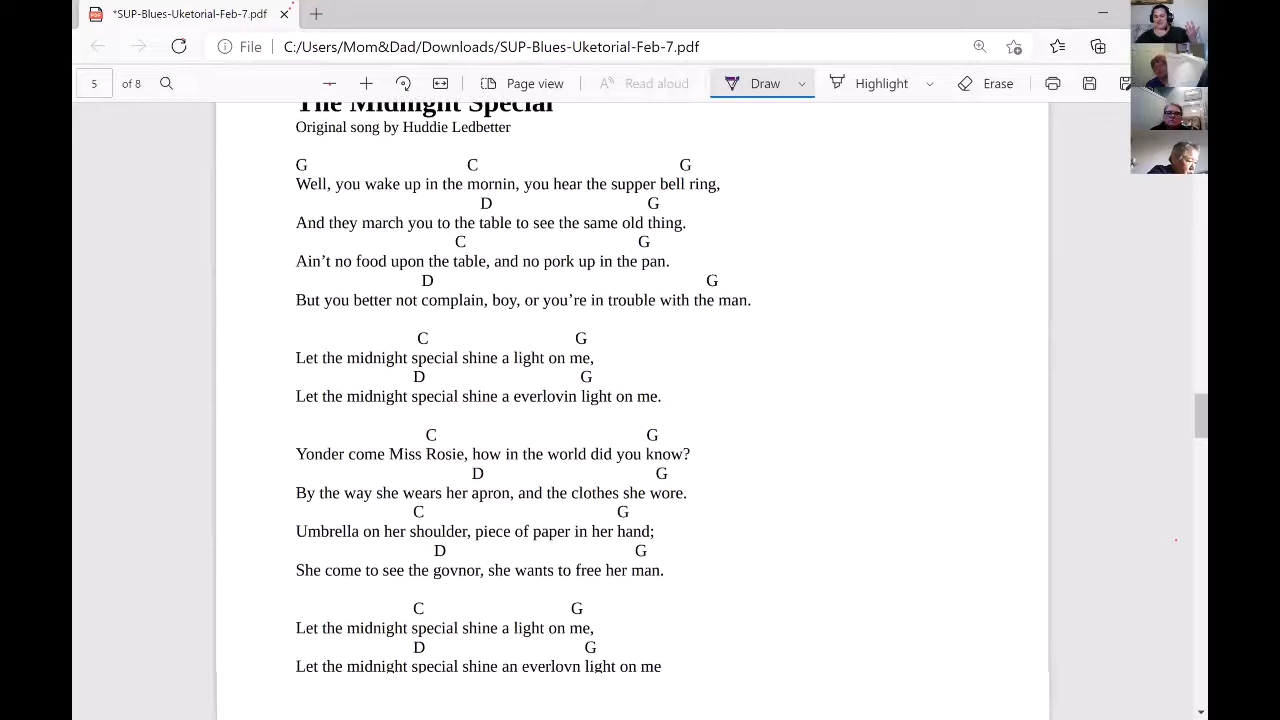 *SUP-Blues-Uketorial-Feb-7.pdf
File C:/Users/Mom&Dad/Downloads/SUP-Blues-Uketorial-Feb-7.pdf
5 of 8 Page view Read aloud Draw Highlight Erase
The Midnight Special
Original song by Huddie Ledbetter
G C G
Well, you wake up in the mornin, you hear the supper bell ring,
D G
And they march you to the table to see the same old thing.
C G
Ain't no food upon the table, and no pork up in the pan.
D G
But you better not complain, boy, or you're in trouble with the man.
C G
Let the midnight special shine a light on me,
D G
Let the midnight special shine a everlovin light on me.
C G
Yonder come Miss Rosie, how in the world did you know?
D G
By the way she wears her apron, and the clothes she wore.
C G
Umbrella on her shoulder, piece of paper in her hand;
D G
She come to see the govnor, she wants to free her man.
C G
Let the midnight special shine a light on me,
D G
Let the midnight special shine an everlovn light on me